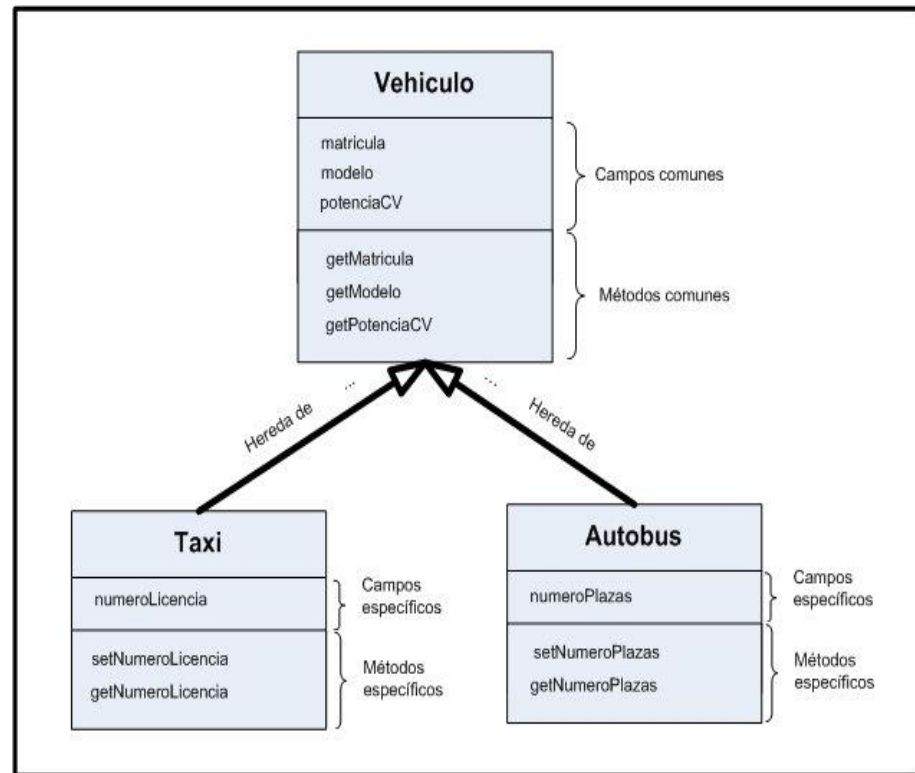 Vehiculo
matricula
modelo
potenciaCV
Campos comunes
getMatricula
getModelo
getPotenciaCV
Métodos comunes
...
...
Hereda de
Hereda de
Taxi
numeroLicencia
Campos
específicos
setNumeroLicencia
getNumeroLicencia
Métodos
específicos
Autobus
numeroPlazas
Campos
específicos
setNumeroPlazas
getNumeroPlazas
Métodos
específicos